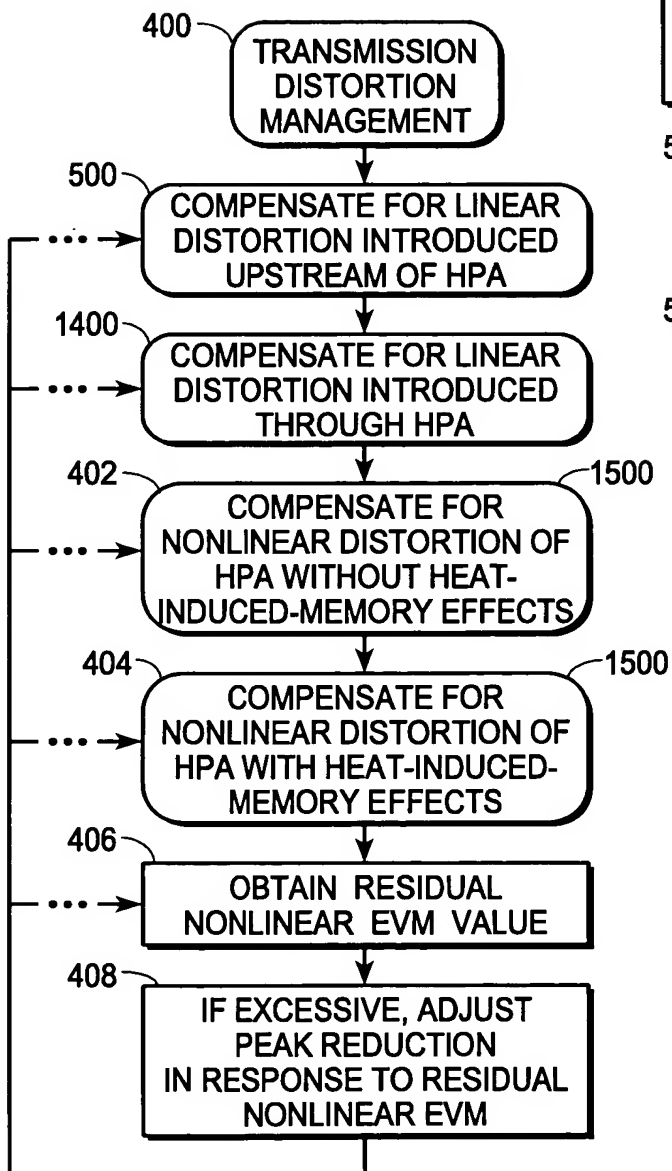 400
TRANSMISSION
DISTORTION
MANAGEMENT
500
COMPENSATE FOR LINEAR
DISTORTION INTRODUCED
UPSTREAM OF HPA
1400
COMPENSATE FOR LINEAR
DISTORTION INTRODUCED
THROUGH HPA
402
1500
COMPENSATE FOR
NONLINEAR DISTORTION OF
HPA WITHOUT HEAT-
INDUCED-MEMORY EFFECTS
404
1500
COMPENSATE FOR
NONLINEAR DISTORTION OF
HPA WITH HEAT-INDUCED-
MEMORY EFFECTS
406
OBTAIN RESIDUAL
NONLINEAR EVM VALUE
408
IF EXCESSIVE, ADJUST
PEAK REDUCTION
IN RESPONSE TO RESIDUAL
NONLINEAR EVM